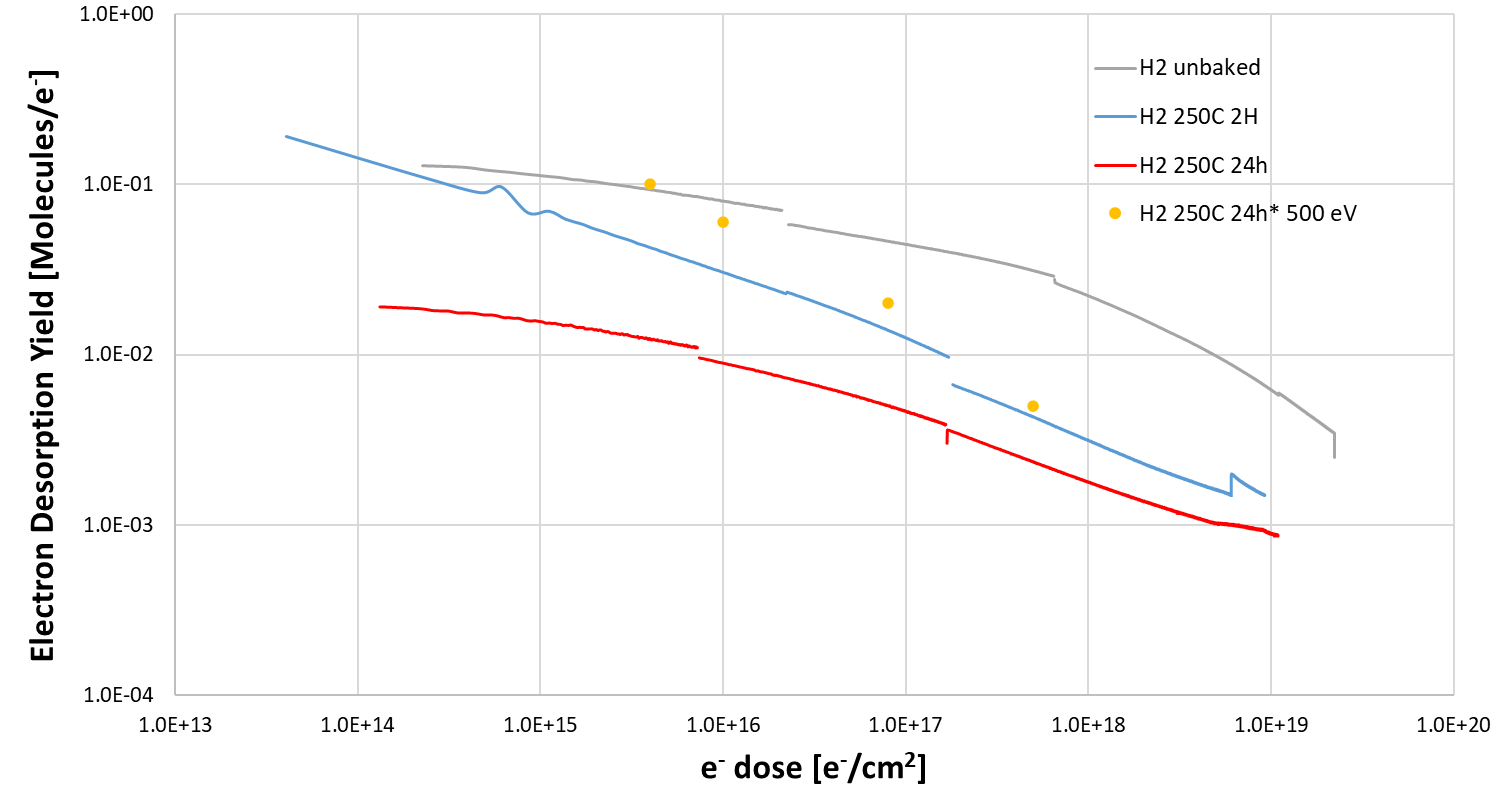 1.0E+00
1.0E-01
1.0E-02
1.0E-03
1.0E-04
Electron Desorption Yield [Molecules/e⁻]
H2 unbaked
H2 250C 2H
H2 250C 24h
H2 250C 24h* 500 eV
1.0E+13 1.0E+14 1.0E+15 1.0E+16 1.0E+17 1.0E+18 1.0E+19 1.0E+20
e⁻ dose [e⁻/cm²]